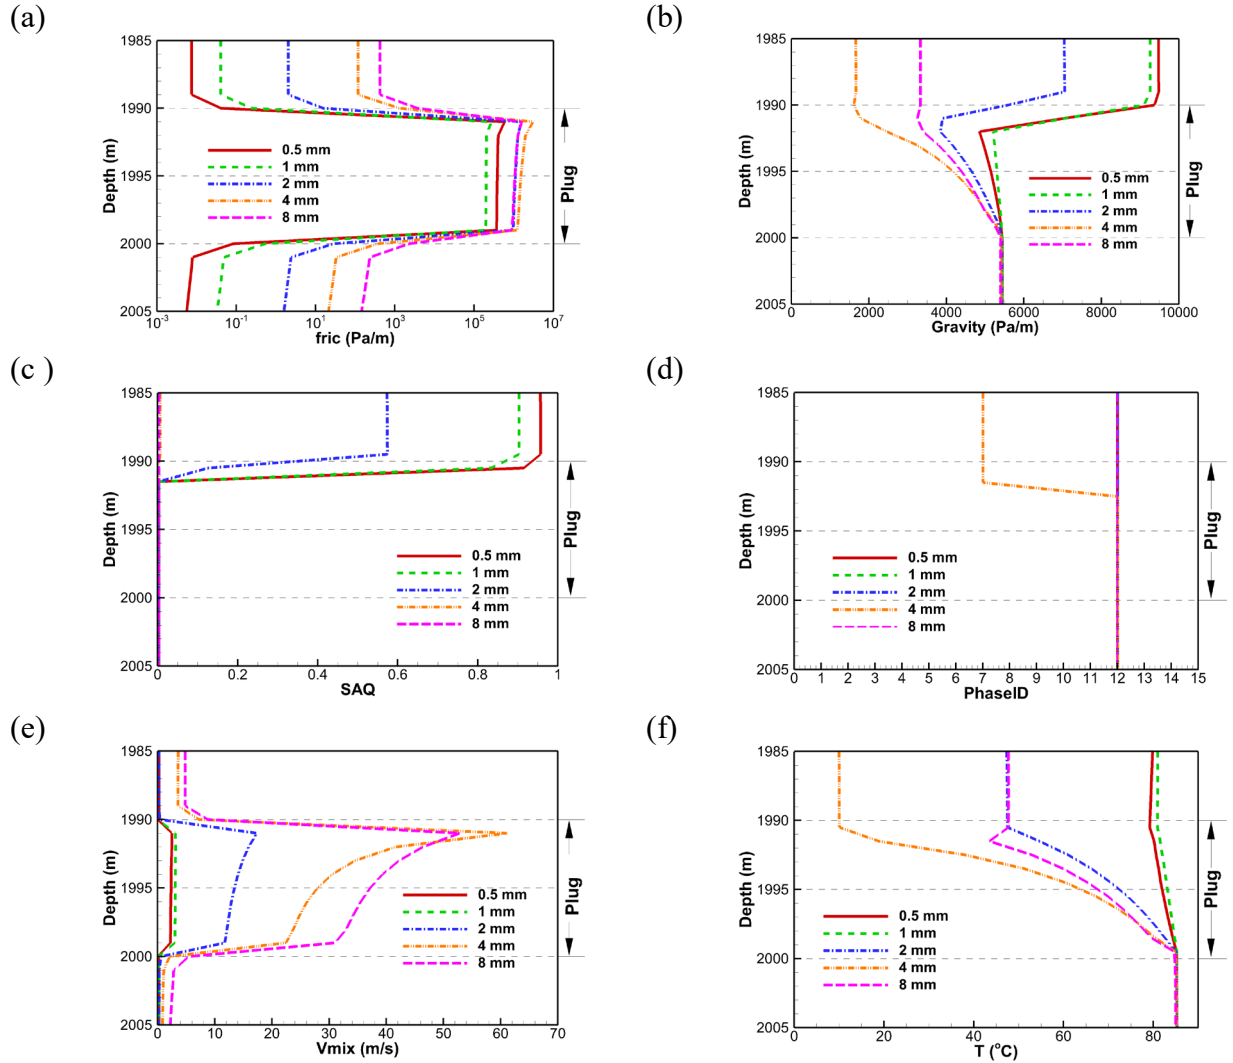 (a)
1985
1990
1995
2000
2005
Depth (m)
0.5 mm
1 mm
2 mm
4 mm
8 mm
Plug
10-3
10-1
101
103
105
107
fric (Pa/m)
(b)
1985
1990
1995
2000
2005
Depth (m)
0.5 mm
1 mm
2 mm
4 mm
8 mm
Plug
0
2000
4000
6000
8000
10000
Gravity (Pa/m)
(c )
1985
1990
1995
2000
2005
Depth (m)
0.5 mm
1 mm
2 mm
4 mm
8 mm
Plug
0
0.2
0.4
0.6
0.8
1
SAQ
(d)
1985
1990
1995
2000
2005
Depth (m)
0.5 mm
1 mm
2 mm
4 mm
8 mm
Plug
0
1
2
3
4
5
6
7
8
9
10
11
12
13
14
15
PhaseID
(e)
1985
1990
1995
2000
2005
Depth (m)
0.5 mm
1 mm
2 mm
4 mm
8 mm
Plug
0
10
20
30
40
50
60
70
Vmix (m/s)
(f)
1985
1990
1995
2000
2005
Depth (m)
0.5 mm
1 mm
2 mm
4 mm
8 mm
Plug
0
20
40
60
80
T (oC)